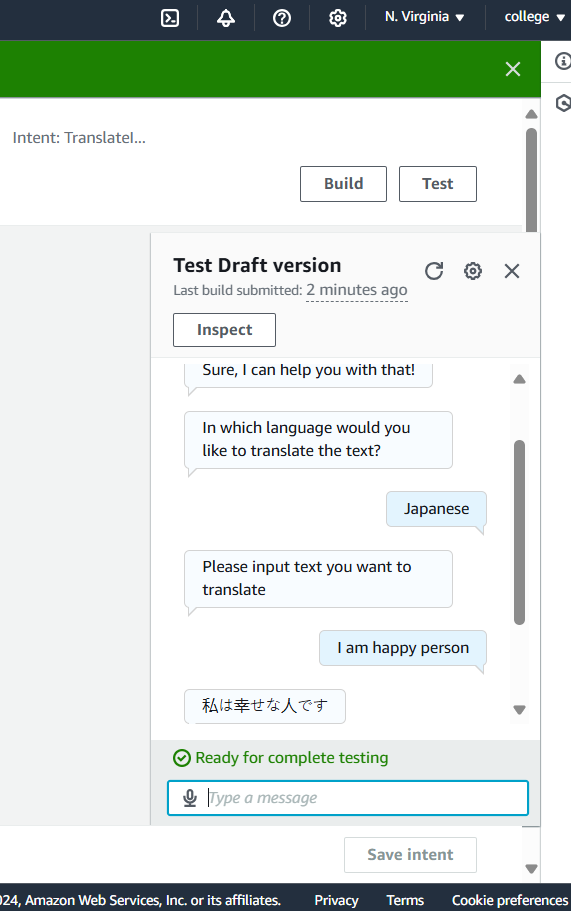 N. Virginia ▼
college ▼
Intent: TranslateI...
Build
Test
Test Draft version
Last build submitted: 2 minutes ago
Inspect
Sure, I can help you with that!
In which language would you
like to translate the text?
Japanese
Please input text you want to
translate
I am happy person
私は幸せな人です
Ready for complete testing
Type a message
Save intent
24, Amazon Web Services, Inc. or its affiliates.
Privacy
Terms
Cookie preferences